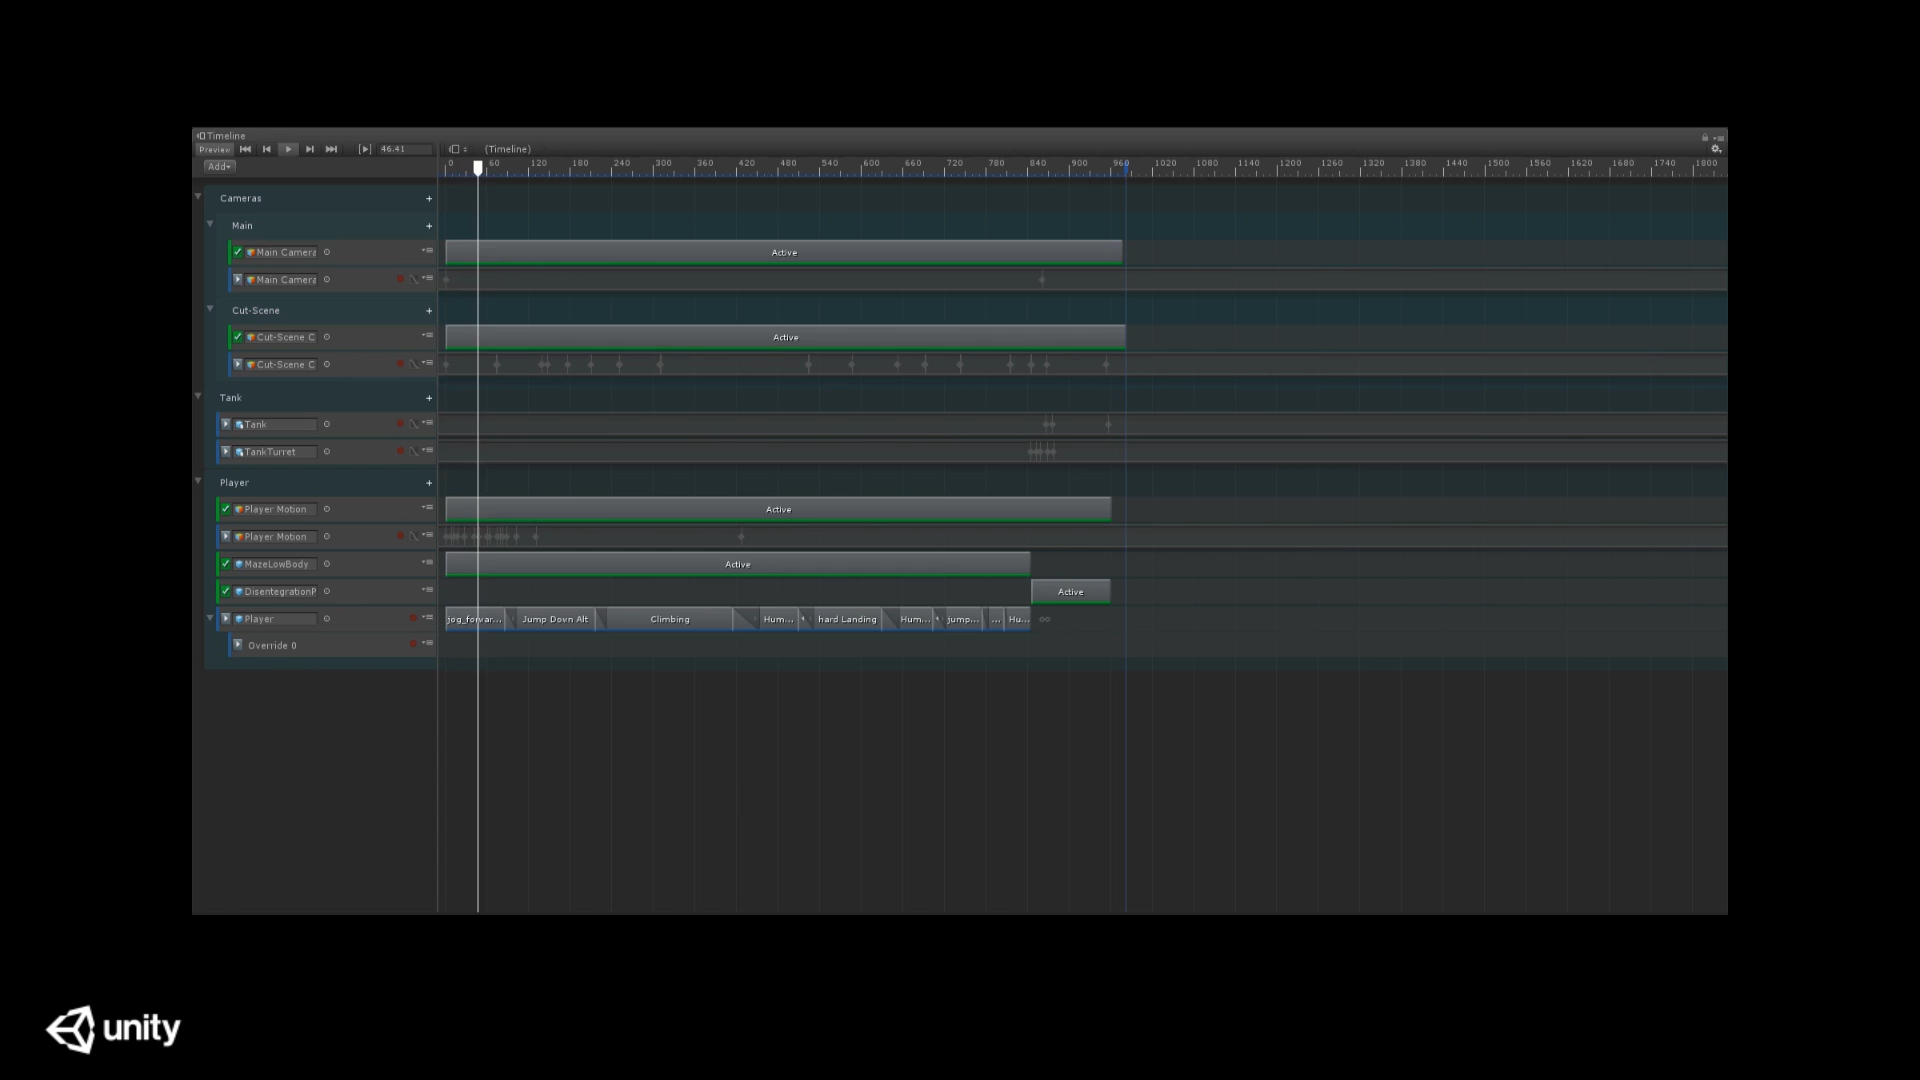 Timeline
Preview 46.41 (Timeline)
Add
0 60 120 180 240 300 360 420 480 540 600 660 720 780 840 900 960 1020 1080 1140 1200 1260 1320 1380 1440 1500 1560 1620 1680 1740 1800
Cameras
Main
Main Camera Active
Main Camera
Cut-Scene
Cut-Scene C Active
Cut-Scene C
Tank
Tank
TankTurret
Player
Player Motion Active
Player Motion
MazeLowBody Active
DisentegrationP Active
Player jog_forwar... Jump Down Alt Climbing Hum... hard Landing Hum... jump... ... Hu...
Override 0
unity